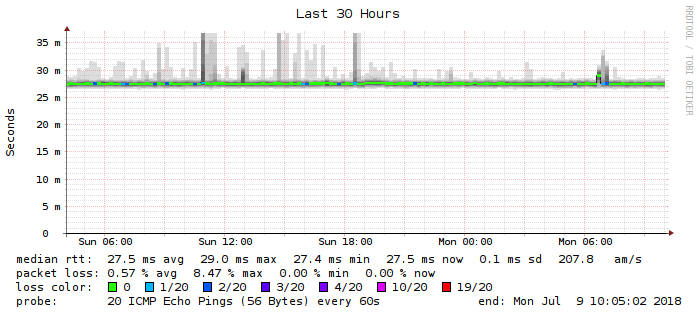 Last 30 Hours
RRDTOOL / TOBI OETIKER
Seconds
35 m
30 m
25 m
20 m
15 m
10 m
5 m
0
Sun 06:00 Sun 12:00 Sun 18:00 Mon 00:00 Mon 06:00
median rtt: 27.5 ms avg 29.0 ms max 27.4 ms min 27.5 ms now 0.1 ms sd 207.8 am/s
packet loss: 0.57 % avg 8.47 % max 0.00 % min 0.00 % now
loss color: 0 1/20 2/20 3/20 4/20 10/20 19/20
probe: 20 ICMP Echo Pings (56 Bytes) every 60s end: Mon Jul 9 10:05:02 2018